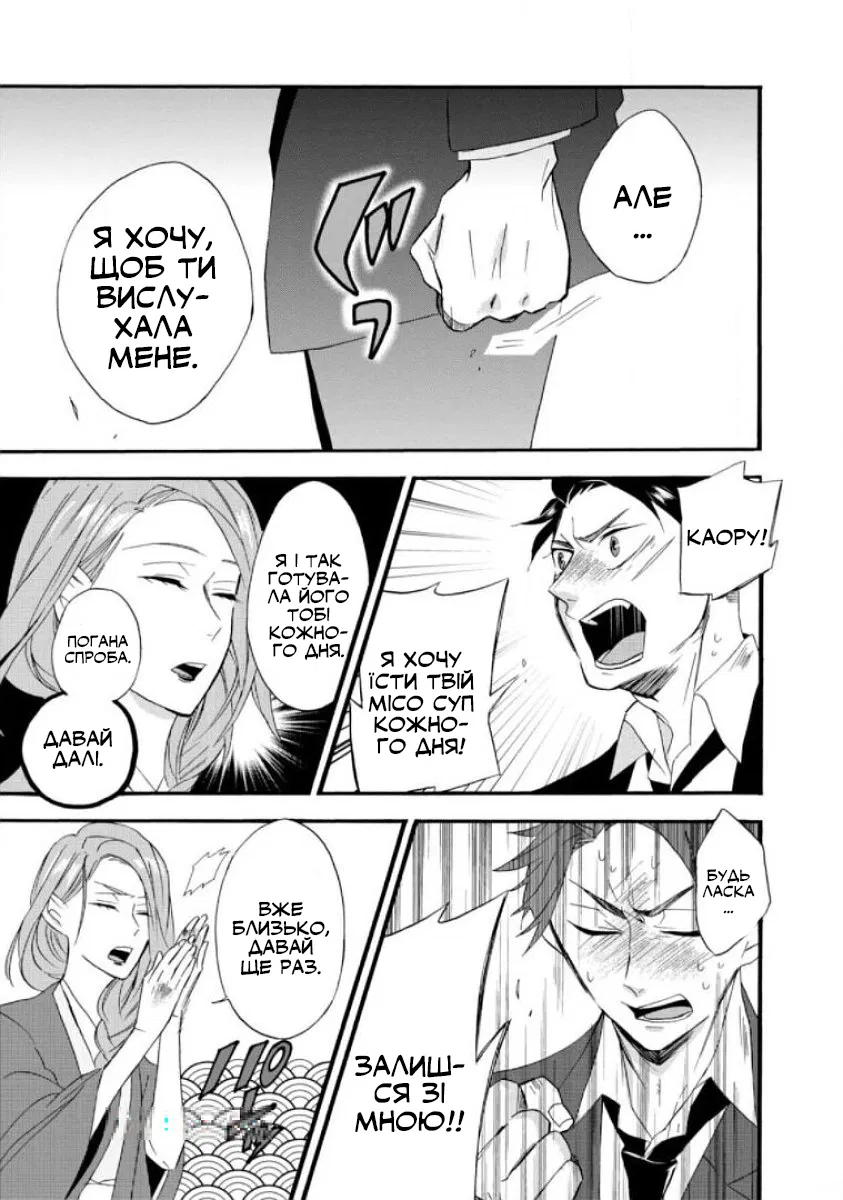 АЛЕ
...
Я ХОЧУ,
ЩОБ ТИ
ВИСЛУ-
ХАЛА
МЕНЕ.
КАОРУ!
Я ХОЧУ
ЇСТИ ТВІЙ
МІСО СУП
КОЖНО-
ГО ДНЯ!
Я І ТАК
ГОТУВА-
ЛА ЙОГО
ТОБІ
КОЖНО-
ГО ДНЯ.
ПОГАНА
СПРОБА.
ДАВАЙ
ДАЛІ.
БУДЬ
ЛАСКА
...
ЗАЛИШ-
СЯ ЗІ
МНОЮ!!
ВЖЕ
БЛИЗЬКО,
ДАВАЙ
ЩЕ РАЗ.